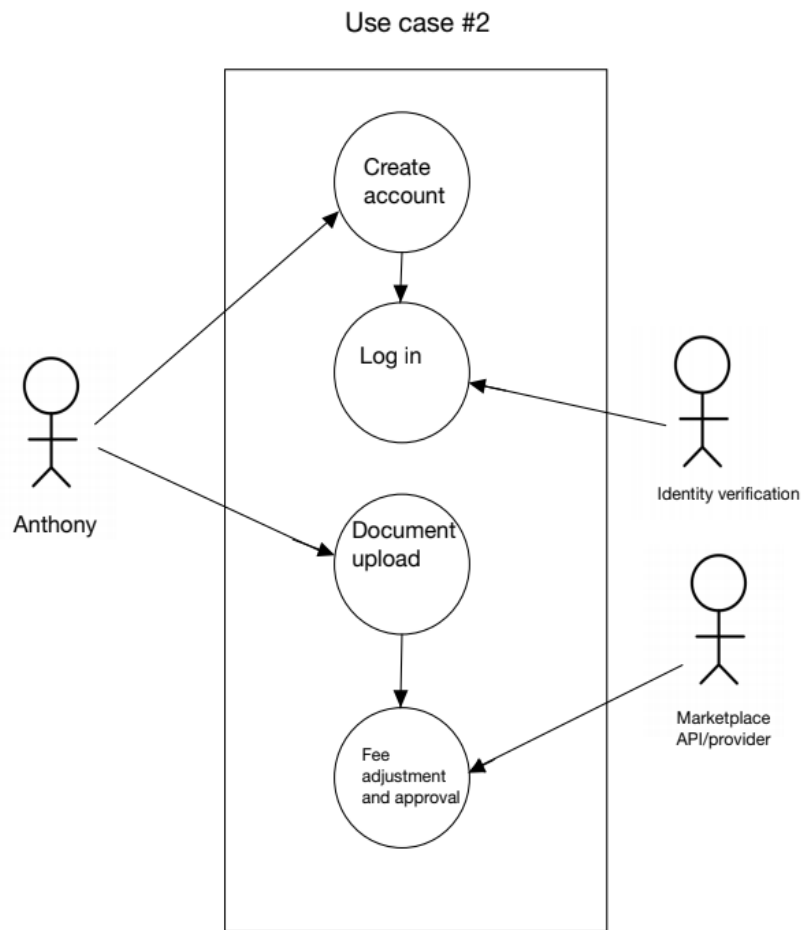 Use case #2
Create
account
Log in
Anthony
Identity verification
Document
upload
Marketplace
API/provider
Fee
adjustment
and approval